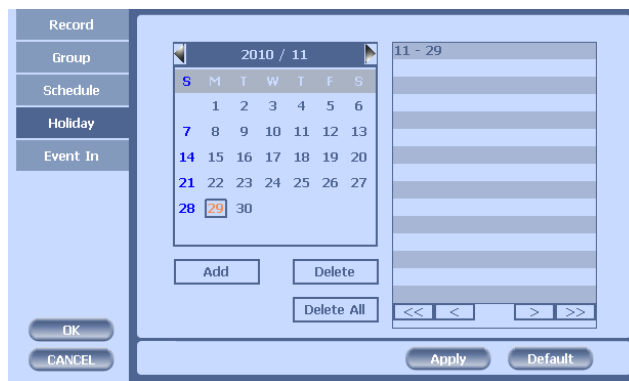 Record
Group
Schedule
Holiday
Event In
OK
CANCEL
2010 / 11
S M T W T F S
1 2 3 4 5 6
7 8 9 10 11 12 13
14 15 16 17 18 19 20
21 22 23 24 25 26 27
28 29 30
Add
Delete
Delete All
11 - 29
<< < > >>
Apply
Default